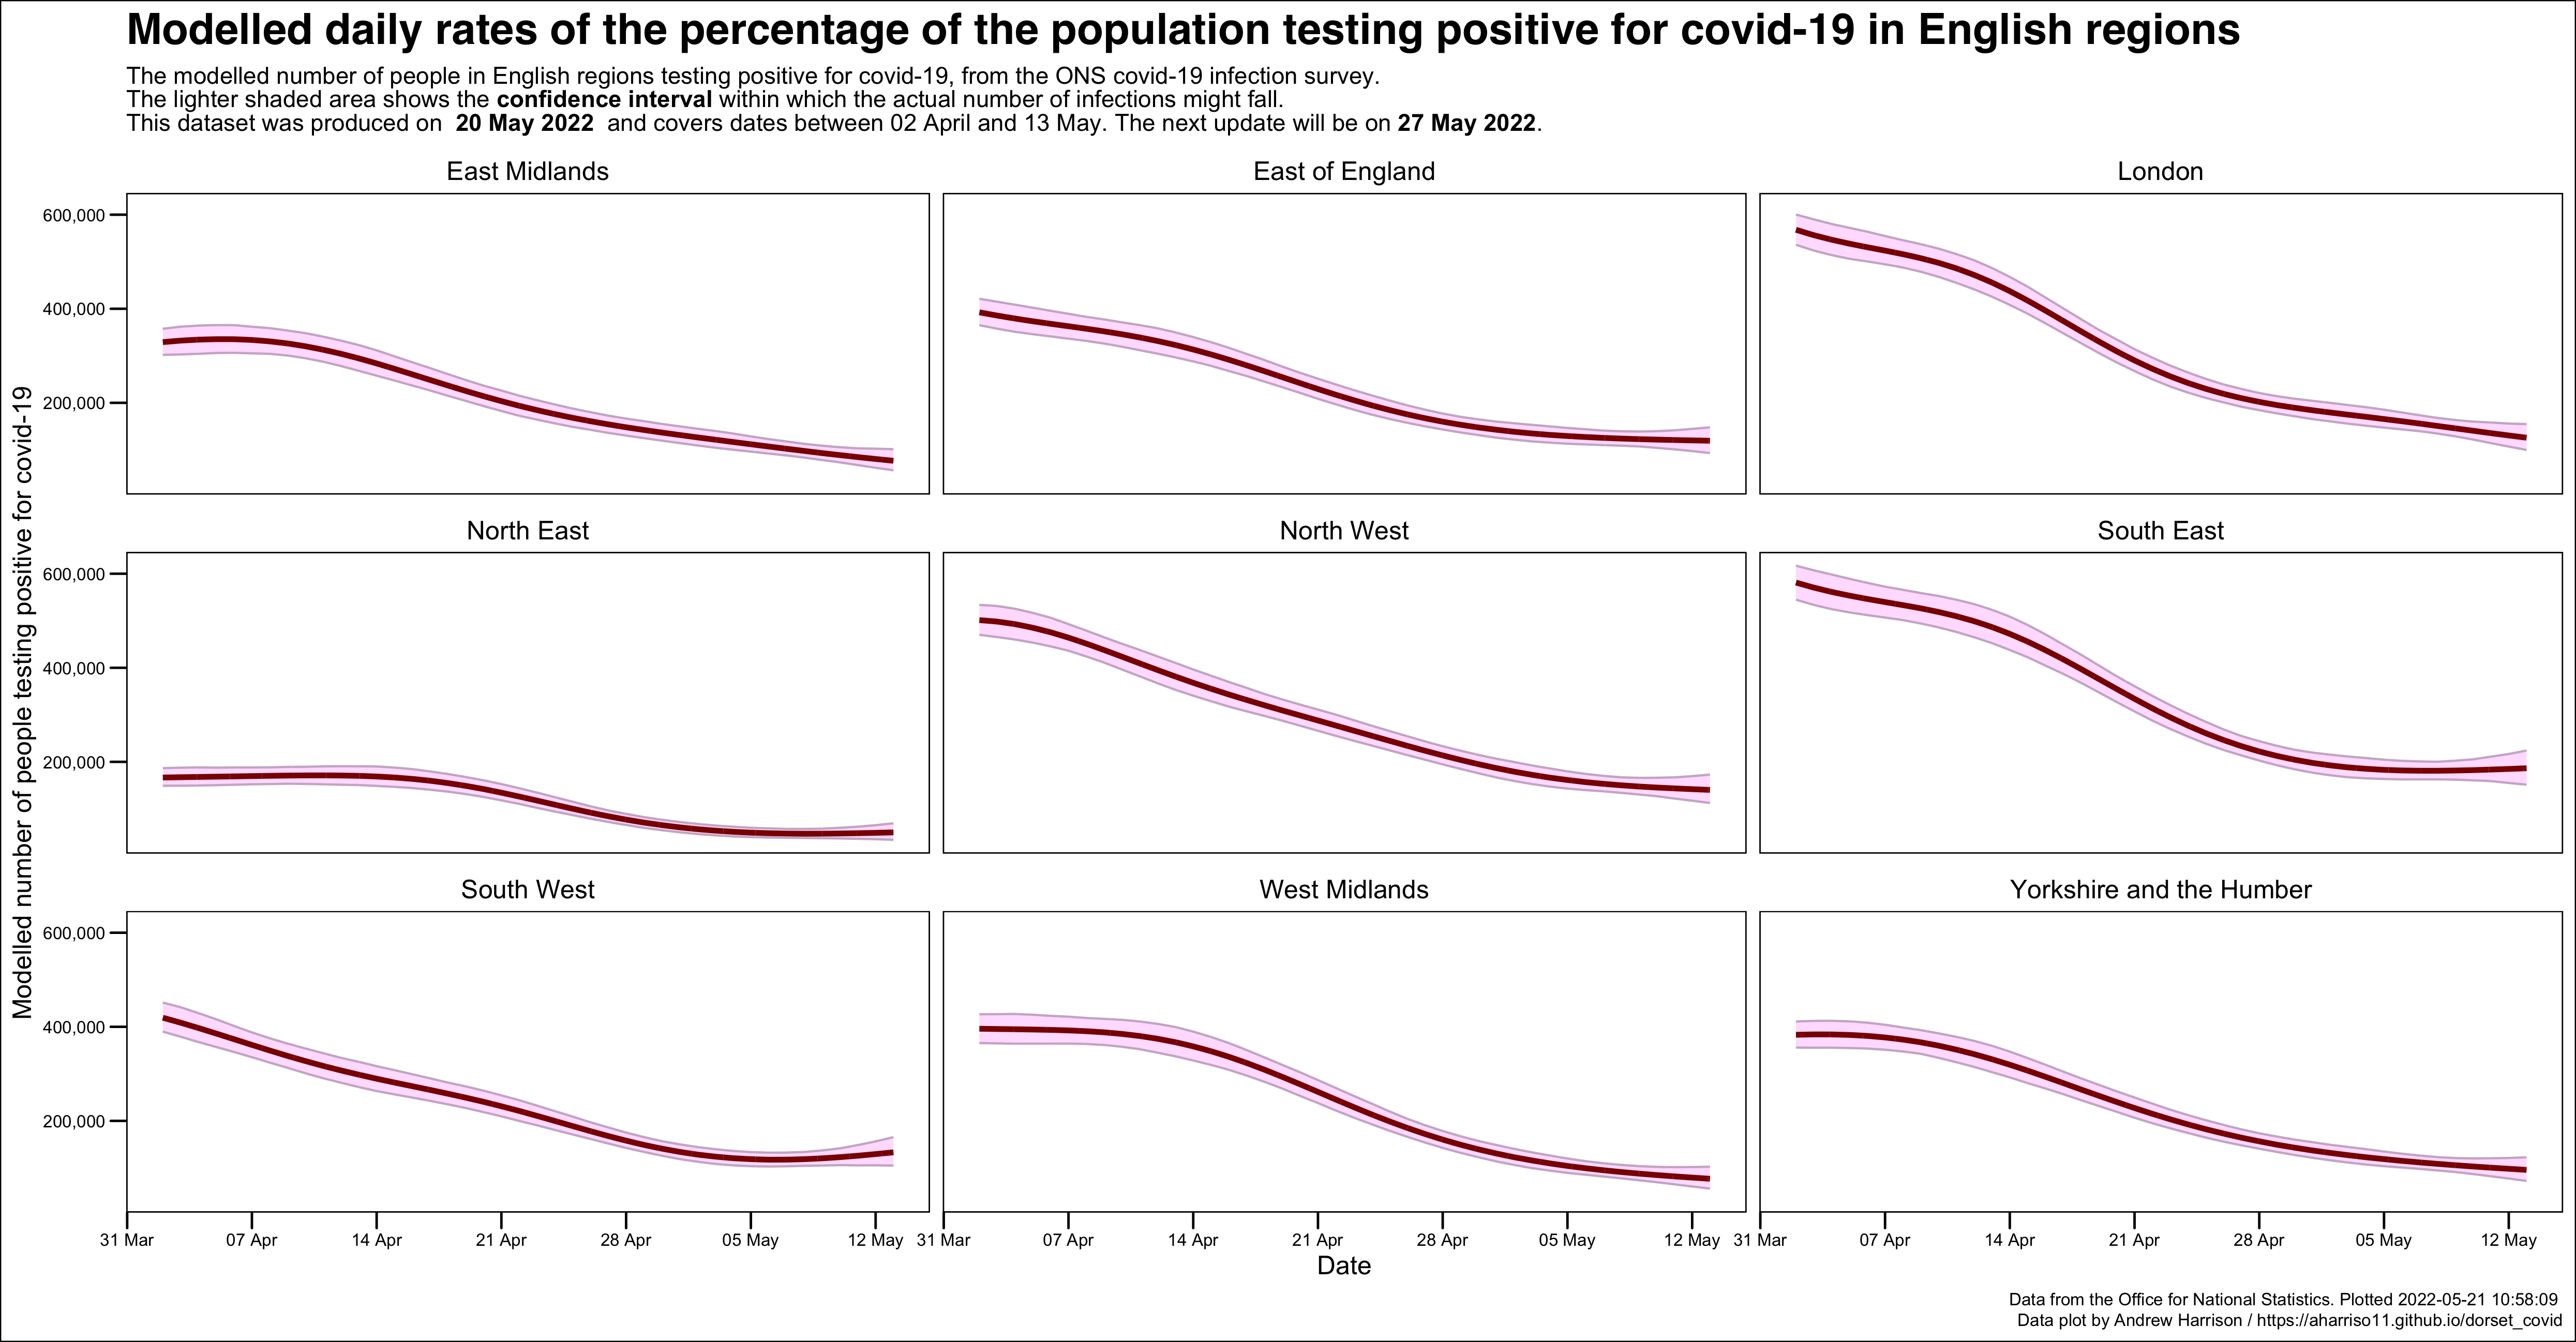 Modelled daily rates of the percentage of the population testing positive for covid-19 in English regions
The modelled number of people in English regions testing positive for covid-19, from the ONS covid-19 infection survey.
The lighter shaded area shows the confidence interval within which the actual number of infections might fall.
This dataset was produced on 20 May 2022 and covers dates between 02 April and 13 May. The next update will be on 27 May 2022.
Modelled number of people testing positive for covid-19
East Midlands
East of England
London
600,000
400,000
200,000
North East
North West
South East
600,000
400,000
200,000
South West
West Midlands
Yorkshire and the Humber
600,000
400,000
200,000
31 Mar 07 Apr 14 Apr 21 Apr 28 Apr 05 May 12 May 31 Mar 07 Apr 14 Apr 21 Apr 28 Apr 05 May 12 May 31 Mar 07 Apr 14 Apr 21 Apr 28 Apr 05 May 12 May
Date
Data from the Office for National Statistics. Plotted 2022-05-21 10:58:09
Data plot by Andrew Harrison / https://aharriso11.github.io/dorset_covid